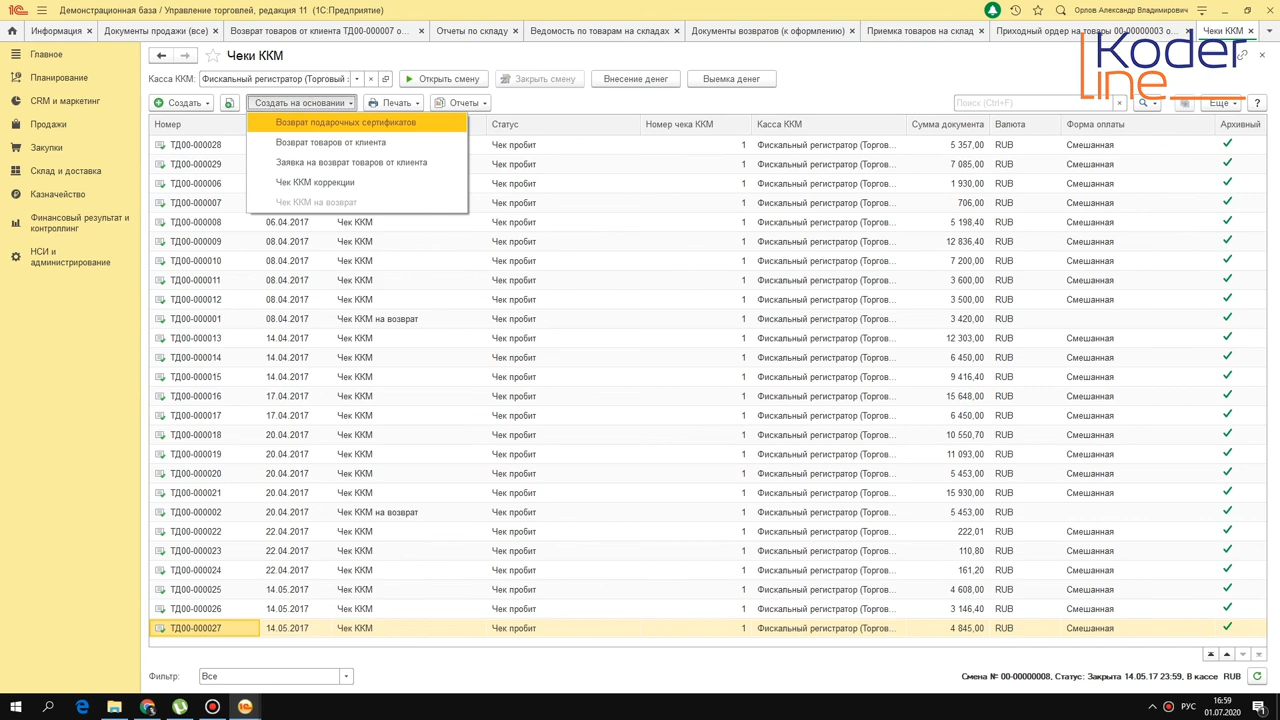 Демонстрационная база / Управление торговлей, редакция 11 (1С:Предприятие)
Орлов Александр Владимирович
Информация
Документы продажи (все)
Возврат товаров от клиента ТД00-000007 о...
Отчеты по складу
Ведомость по товарам на складах
Документы возвратов (к оформлению)
Приемка товаров на склад
Приходный ордер на товары 00-00000003 о...
Чеки ККМ
Koder
Line
Главное
Планирование
CRM и маркетинг
Продажи
Закупки
Склад и доставка
Казначейство
Финансовый результат и
контроллинг
НСИ и
администрирование
Чеки ККМ
Касса ККМ: Фискальный регистратор (Торговый : Открыть смену Закрыть смену Внесение денег Выемка денег
Создать Создать на основании Печать Отчеты Поиск (Ctrl+F) Еще ?
Возврат подарочных сертификатов
Возврат товаров от клиента
Заявка на возврат товаров от клиента
Чек ККМ коррекции
Чек ККМ на возврат
Номер Статус Номер чека ККМ Касса ККМ Сумма документа Валюта Форма оплаты Архивный
ТД00-000028 Чек пробит 1 Фискальный регистратор (Торгов... 5 357,00 RUB Смешанная
ТД00-000029 Чек пробит 1 Фискальный регистратор (Торгов... 7 085,00 RUB Смешанная
ТД00-000006 Чек пробит 1 Фискальный регистратор (Торгов... 1 930,00 RUB Смешанная
ТД00-000007 Чек пробит 1 Фискальный регистратор (Торгов... 706,00 RUB Смешанная
ТД00-000008 06.04.2017 Чек ККМ Чек пробит 1 Фискальный регистратор (Торгов... 5 198,40 RUB Смешанная
ТД00-000009 08.04.2017 Чек ККМ Чек пробит 1 Фискальный регистратор (Торгов... 12 836,40 RUB Смешанная
ТД00-000010 08.04.2017 Чек ККМ Чек пробит 1 Фискальный регистратор (Торгов... 7 200,00 RUB Смешанная
ТД00-000011 08.04.2017 Чек ККМ Чек пробит 1 Фискальный регистратор (Торгов... 3 600,00 RUB Смешанная
ТД00-000012 08.04.2017 Чек ККМ Чек пробит 1 Фискальный регистратор (Торгов... 3 500,00 RUB Смешанная
ТД00-000001 08.04.2017 Чек ККМ на возврат Чек пробит 1 Фискальный регистратор (Торгов... 3 420,00 RUB
ТД00-000013 14.04.2017 Чек ККМ Чек пробит 1 Фискальный регистратор (Торгов... 12 303,00 RUB Смешанная
ТД00-000014 14.04.2017 Чек ККМ Чек пробит 1 Фискальный регистратор (Торгов... 6 450,00 RUB Смешанная
ТД00-000015 14.04.2017 Чек ККМ Чек пробит 1 Фискальный регистратор (Торгов... 9 416,40 RUB Смешанная
ТД00-000016 17.04.2017 Чек ККМ Чек пробит 1 Фискальный регистратор (Торгов... 15 648,00 RUB Смешанная
ТД00-000017 17.04.2017 Чек ККМ Чек пробит 1 Фискальный регистратор (Торгов... 6 450,00 RUB Смешанная
ТД00-000018 20.04.2017 Чек ККМ Чек пробит 1 Фискальный регистратор (Торгов... 10 550,70 RUB Смешанная
ТД00-000019 20.04.2017 Чек ККМ Чек пробит 1 Фискальный регистратор (Торгов... 11 093,00 RUB Смешанная
ТД00-000020 20.04.2017 Чек ККМ Чек пробит 1 Фискальный регистратор (Торгов... 5 453,00 RUB Смешанная
ТД00-000021 20.04.2017 Чек ККМ Чек пробит 1 Фискальный регистратор (Торгов... 15 930,00 RUB Смешанная
ТД00-000002 20.04.2017 Чек ККМ на возврат Чек пробит 1 Фискальный регистратор (Торгов... 5 453,00 RUB
ТД00-000022 22.04.2017 Чек ККМ Чек пробит 1 Фискальный регистратор (Торгов... 222,01 RUB Смешанная
ТД00-000023 22.04.2017 Чек ККМ Чек пробит 1 Фискальный регистратор (Торгов... 110,80 RUB Смешанная
ТД00-000024 22.04.2017 Чек ККМ Чек пробит 1 Фискальный регистратор (Торгов... 161,20 RUB Смешанная
ТД00-000025 14.05.2017 Чек ККМ Чек пробит 1 Фискальный регистратор (Торгов... 4 608,00 RUB Смешанная
ТД00-000026 14.05.2017 Чек ККМ Чек пробит 1 Фискальный регистратор (Торгов... 3 146,40 RUB Смешанная
ТД00-000027 14.05.2017 Чек ККМ Чек пробит 1 Фискальный регистратор (Торгов... 4 845,00 RUB Смешанная
Фильтр: Все Смена № 00-00000008, Статус: Закрыта 14.05.17 23:59, В кассе RUB
РУС
16:59
01.07.2020